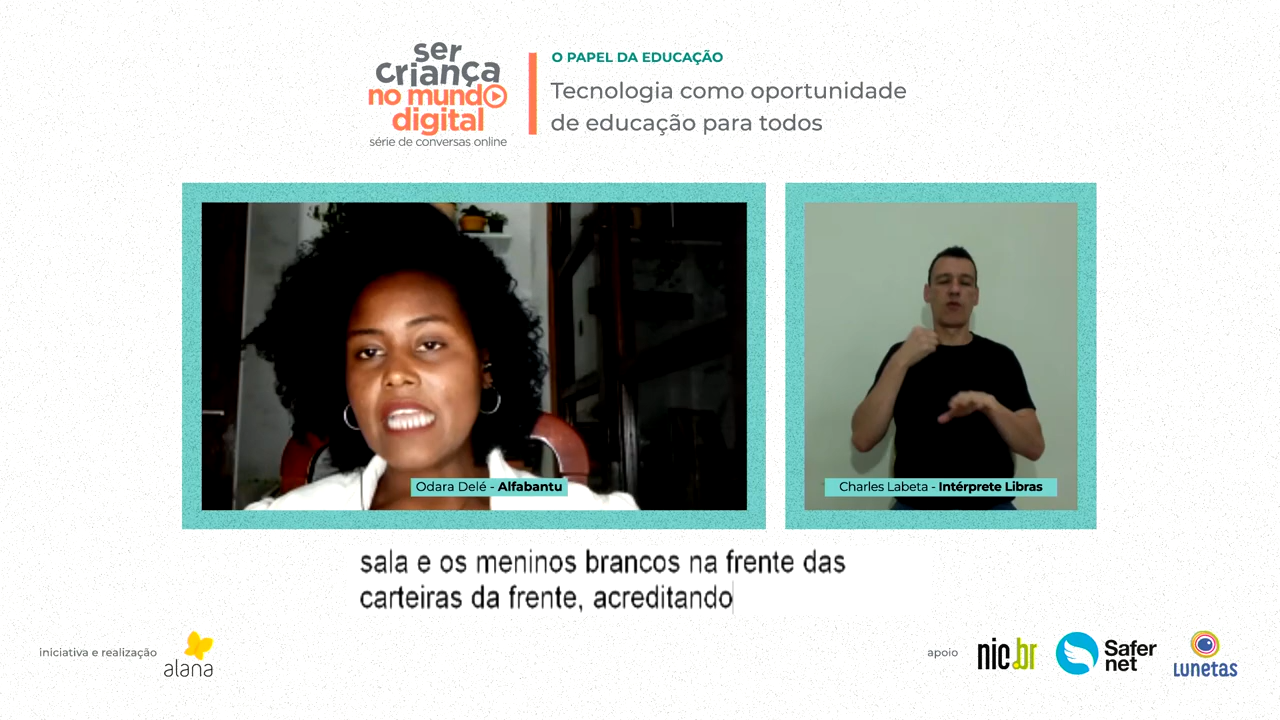 ser
criança
no mundo
digital
série de conversas online
O PAPEL DA EDUCAÇÃO
Tecnologia como oportunidade
de educação para todos
Odara Delé - Alfabantu
Charles Labeta - Intérprete Libras
sala e os meninos brancos na frente das
carteiras da frente, acreditando
iniciativa e realização
alana
apoio
nic.br
Safer
net
LUNETAS